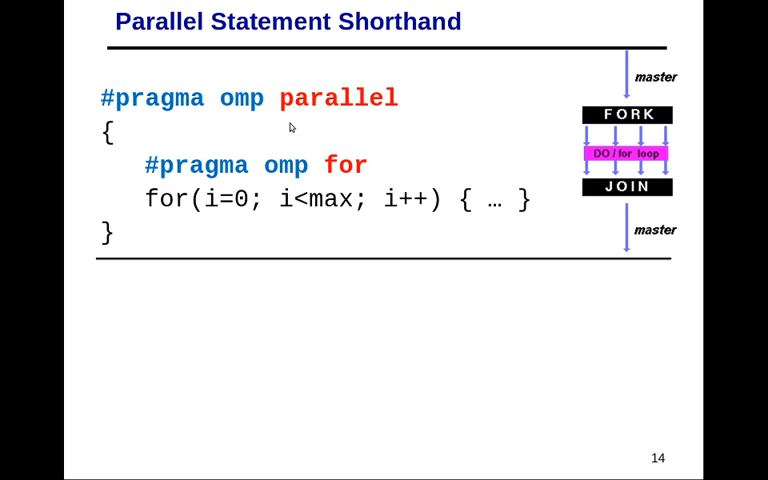 Parallel Statement Shorthand
#pragma omp parallel
{
#pragma omp for
for(i=0; i<max; i++) { … }
}
master
FORK
DO / for loop
JOIN
master
14